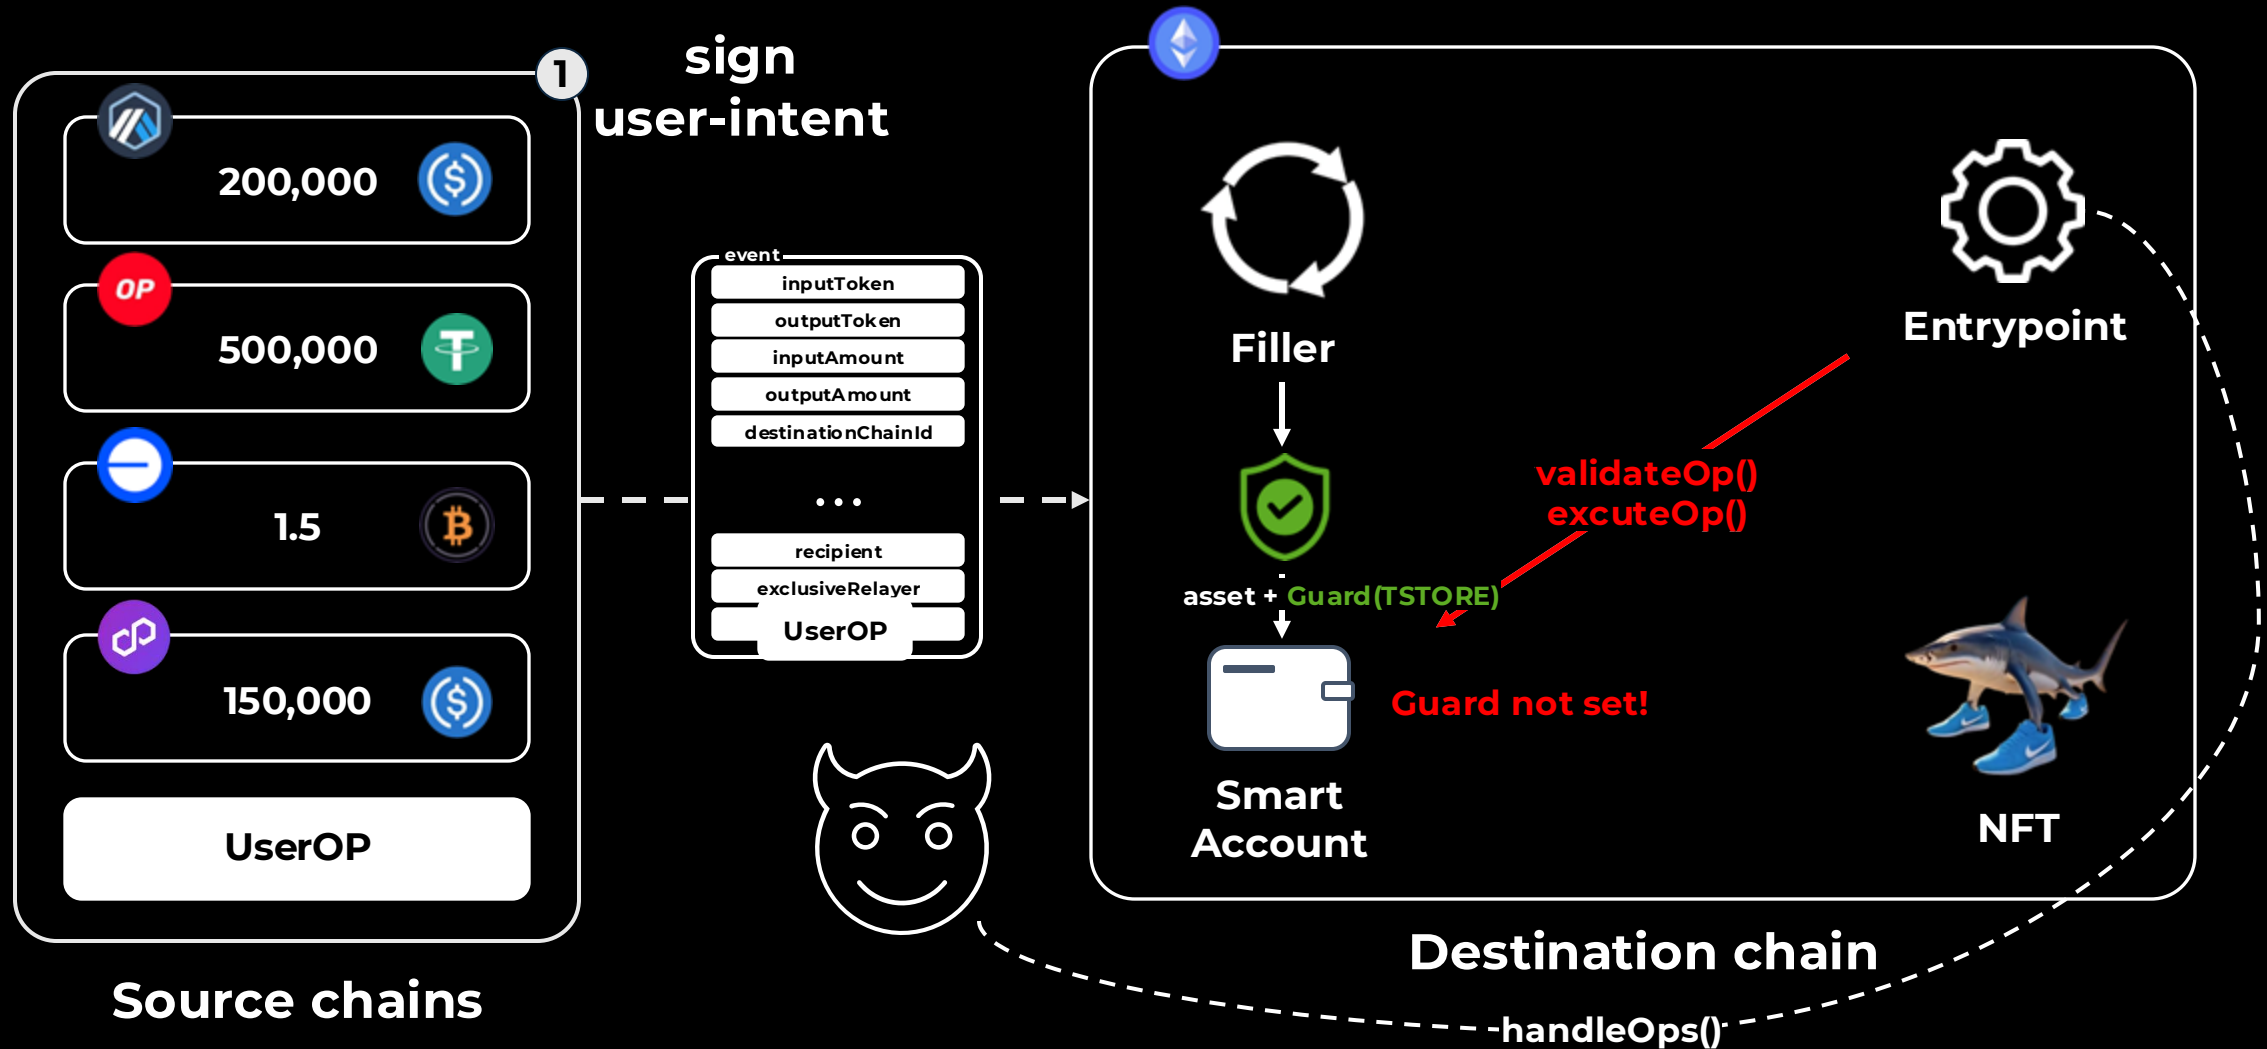 1
sign
user-intent
200,000
OP
500,000
1.5
150,000
UserOP
Source chains
event
inputToken
outputToken
inputAmount
outputAmount
destinationChainId
...
recipient
exclusiveRelayer
UserOP
Filler
Entrypoint
validateOp()
excuteOp()
asset + Guard(TSTORE)
Guard not set!
Smart
Account
NFT
Destination chain
handleOps()